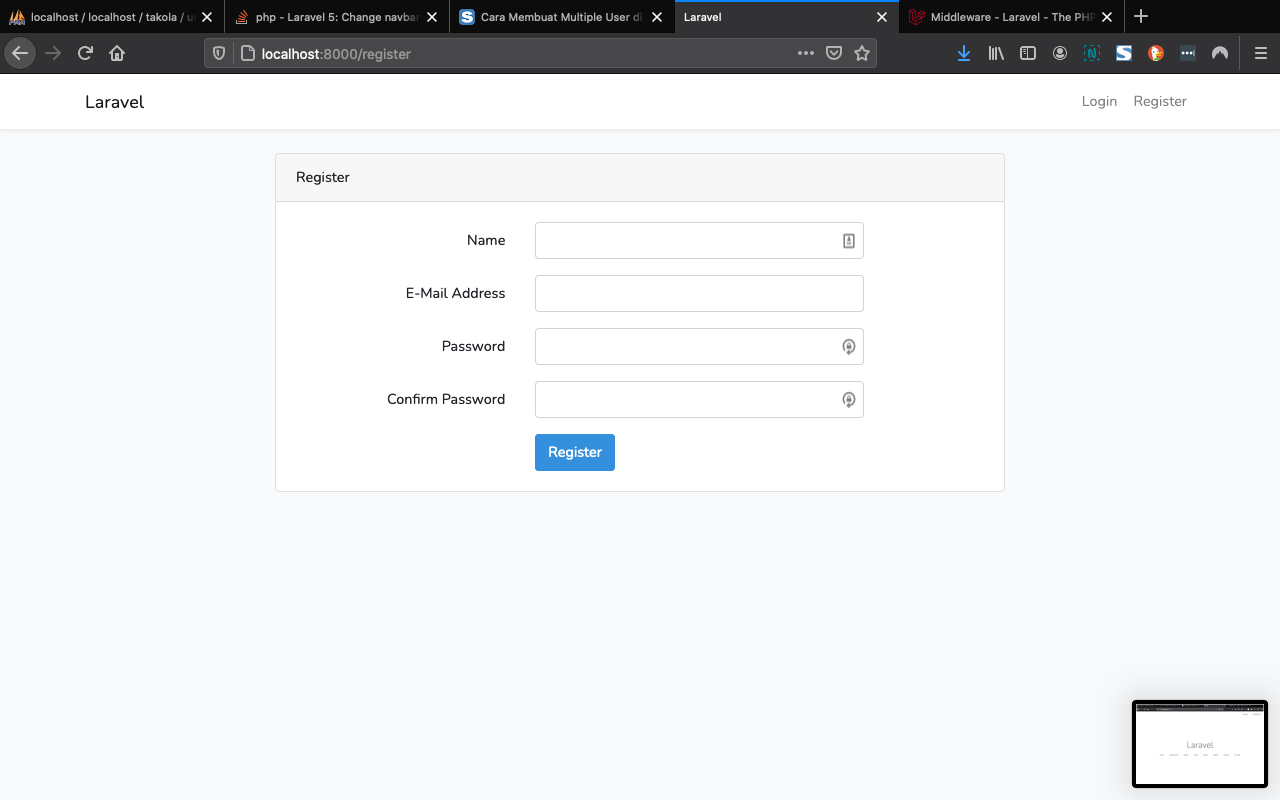 localhost / localhost / takola / u
php - Laravel 5: Change navbar
Cara Membuat Multiple User di
Laravel
Middleware - Laravel - The PHP
localhost:8000/register
Laravel
Login
Register
Register
Name
E-Mail Address
Password
Confirm Password
Register
Laravel